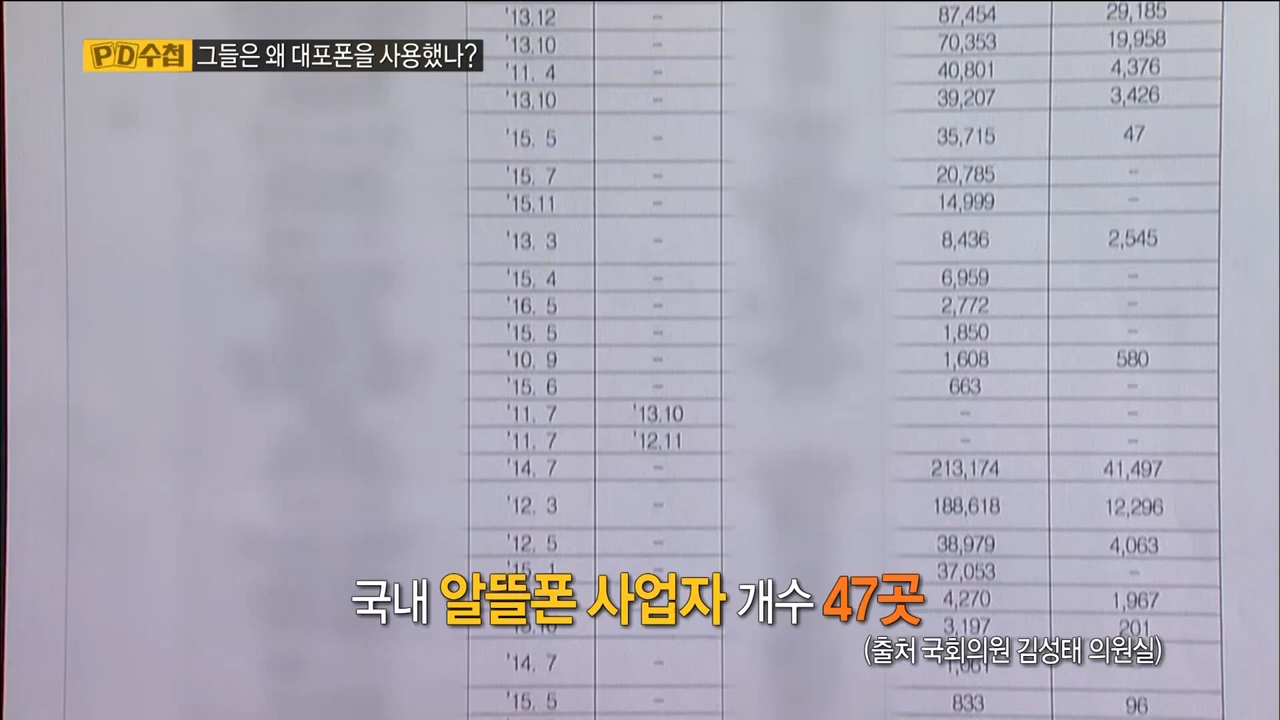 '13.12 - 87,454 29,185
PD수첩 그들은 왜 대포폰을 사용했나?
'13.10 - 70,353 19,958
'11. 4 - 40,801 4,376
'13.10 - 39,207 3,426
'15. 5 - 35,715 47
'15. 7 - 20,785 -
'15.11 - 14,999 -
'13. 3 - 8,436 2,545
'15. 4 - 6,959 -
'16. 5 - 2,772 -
'15. 5 - 1,850 -
'10. 9 - 1,608 580
'15. 6 - 663 -
'11. 7 '13.10 - -
'11. 7 '12.11 - -
'14. 7 - 213,174 41,497
'12. 3 - 188,618 12,296
'12. 5 - 38,979 4,063
'15. 1 37,053 -
국내 알뜰폰 사업자 개수 47곳
4,270 1,967
3,197 201
(출처 국회의원 김성태 의원실)
'14. 7 -
'15. 5 - 833 96